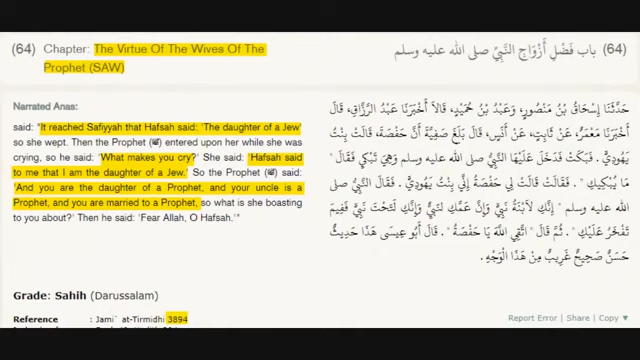 (64) Chapter: The Virtue Of The Wives Of The
Prophet (SAW)
باب فَضْلِ أَزْوَاجِ النَّبِيِّ صلى الله عليه وسلم (64)
Narrated Anas:
said: "It reached Safiyyah that Hafsah said: 'The daughter of a Jew'
so she wept. Then the Prophet (ﷺ) entered upon her while she was
crying, so he said: 'What makes you cry?' She said: 'Hafsah said
to me that I am the daughter of a Jew.' So the Prophet (ﷺ) said:
'And you are the daughter of a Prophet, and your uncle is a
Prophet, and you are married to a Prophet, so what is she boasting
to you about?' Then he said: 'Fear Allah, O Hafsah.'"
حَدَّثَنَا إِسْحَاقُ بْنُ مَنْصُورٍ، وَعَبْدُ بْنُ حُمَيْدٍ، قَالاَ أَخْبَرَنَا عَبْدُ الرَّزَّاقِ، قَالَ
أَخْبَرَنَا مَعْمَرٌ، عَنْ ثَابِتٍ، عَنْ أَنَسٍ، قَالَ بَلَغَ صَفِيَّةَ أَنَّ حَفْصَةَ، قَالَتْ بِنْتُ
يَهُودِيٍّ . فَبَكَتْ فَدَخَلَ عَلَيْهَا النَّبِيُّ صلى الله عليه وسلم وَهِيَ تَبْكِي فَقَالَ "
مَا يُبْكِيكِ " . فَقَالَتْ قَالَتْ لِي حَفْصَةُ إِنِّي بِنْتُ يَهُودِيٍّ . فَقَالَ النَّبِيُّ صلى
الله عليه وسلم " إِنَّكِ لاَبْنَةُ نَبِيٍّ وَإِنَّ عَمَّكِ لَنَبِيٌّ وَإِنَّكِ لَتَحْتَ نَبِيٍّ فَفِيمَ
تَفْخَرُ عَلَيْكِ " . ثُمَّ قَالَ " اتَّقِي اللَّهَ يَا حَفْصَةُ " . قَالَ أَبُو عِيسَى هَذَا حَدِيثٌ
حَسَنٌ صَحِيحٌ غَرِيبٌ مِنْ هَذَا الْوَجْهِ .
Grade: Sahih (Darussalam)
Reference : Jami` at-Tirmidhi 3894
Report Error | Share | Copy ▼